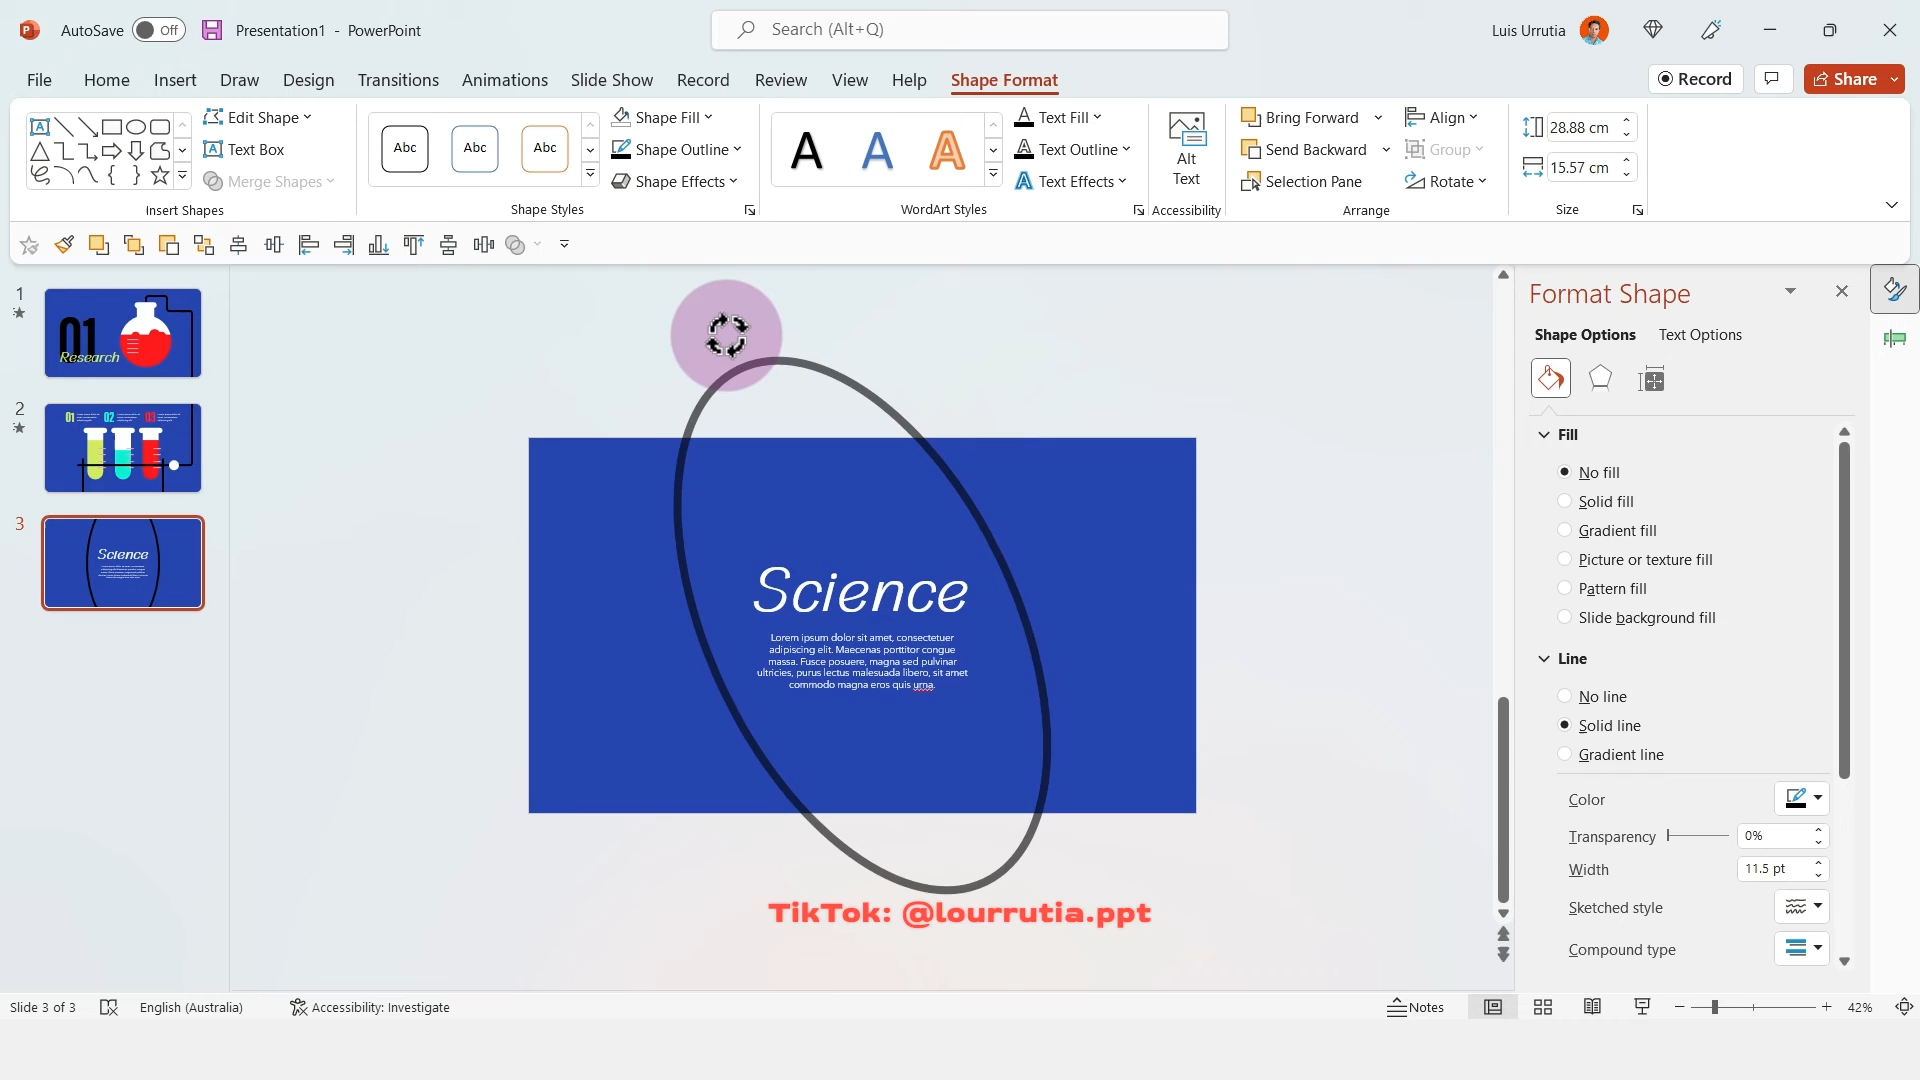 AutoSave Off Presentation1 - PowerPoint Search (Alt+Q) Luis Urrutia
File Home Insert Draw Design Transitions Animations Slide Show Record Review View Help Shape Format Record Share
Edit Shape
Text Box
Merge Shapes
Insert Shapes
Abc Abc Abc
Shape Fill
Shape Outline
Shape Effects
Shape Styles
A A A
Text Fill
Text Outline
Text Effects
WordArt Styles
Alt
Text
Accessibility
Bring Forward
Send Backward
Selection Pane
Align
Group
Rotate
Arrange
28.88 cm
15.57 cm
Size
1
01
Research
2
01 02 03
3
Science
Science
Lorem ipsum dolor sit amet, consectetuer
adipiscing elit. Maecenas porttitor congue
massa. Fusce posuere, magna sed pulvinar
ultricies, purus lectus malesuada libero, sit amet
commodo magna eros quis urna.
TikTok: @lourrutia.ppt
Format Shape
Shape Options Text Options
Fill
No fill
Solid fill
Gradient fill
Picture or texture fill
Pattern fill
Slide background fill
Line
No line
Solid line
Gradient line
Color
Transparency 0%
Width 11.5 pt
Sketched style
Compound type
Slide 3 of 3 English (Australia) Accessibility: Investigate Notes 42%